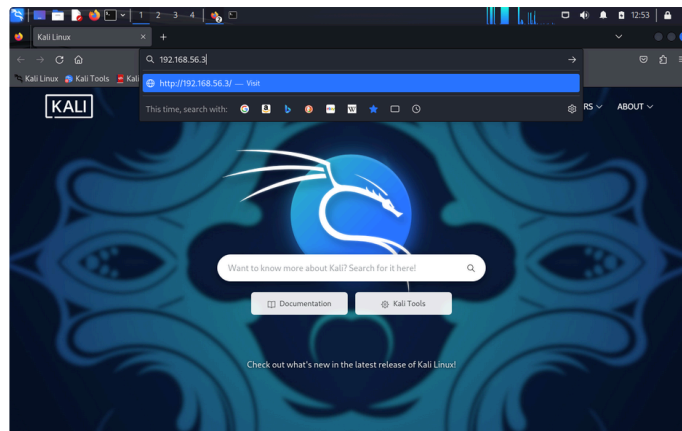 1 2 3 4
2
12:53
Kali Linux
192.168.56.3
Kali Linux Kali Tools Kali
http://192.168.56.3/ — Visit
This time, search with:
W
KALI
RS ABOUT
Want to know more about Kali? Search for it here!
Documentation Kali Tools
Check out what's new in the latest release of Kali Linux!